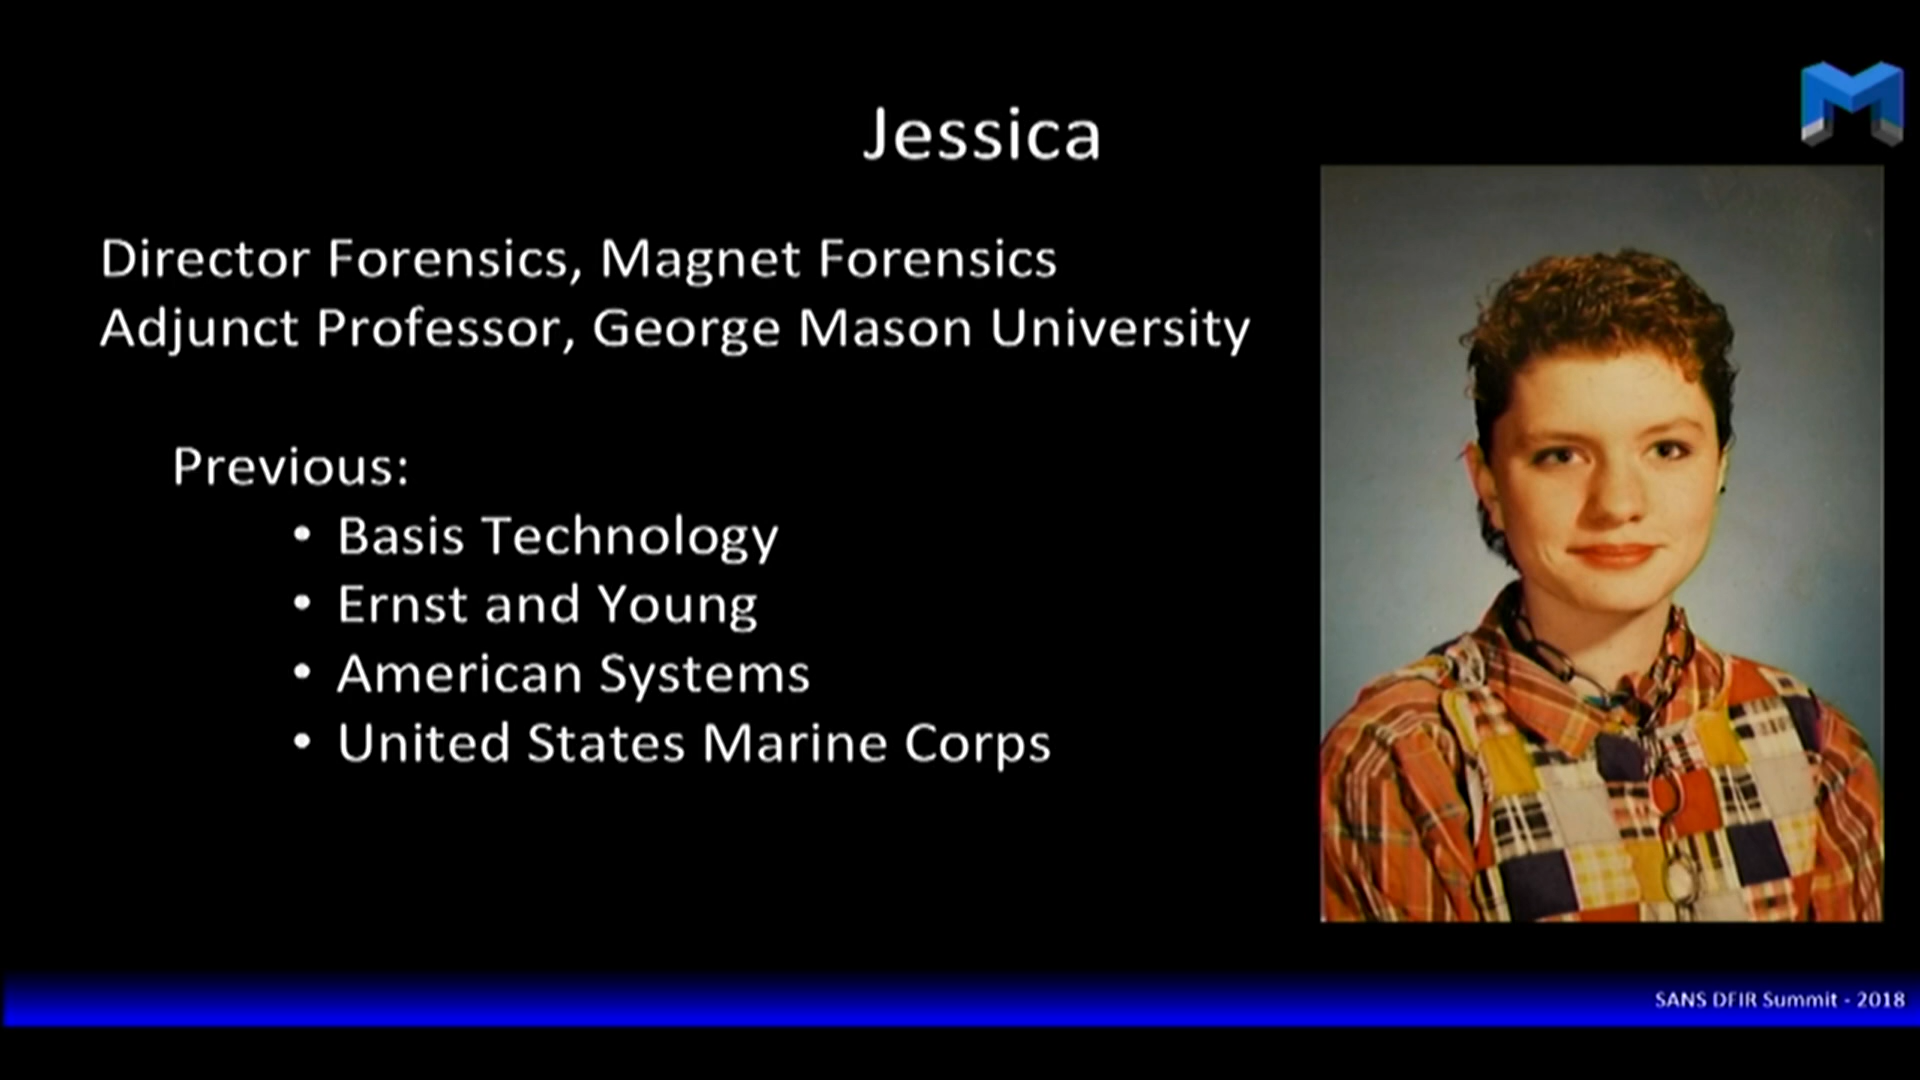 Jessica
Director Forensics, Magnet Forensics
Adjunct Professor, George Mason University
Previous:
• Basis Technology
• Ernst and Young
• American Systems
• United States Marine Corps
SANS DFIR Summit - 2018